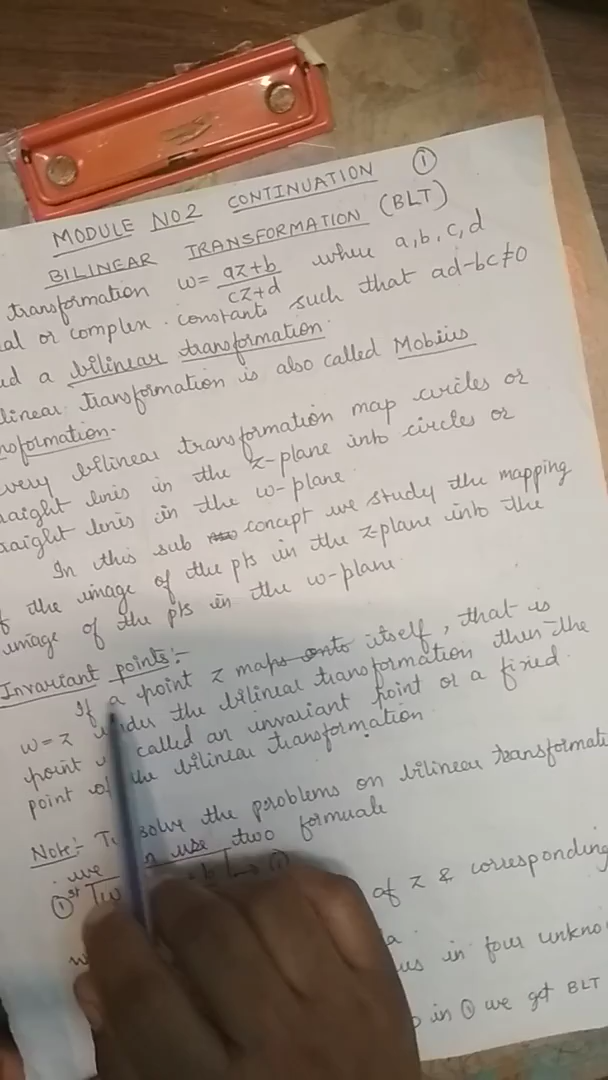 MODULE NO2 CONTINUATION ①
BILINEAR TRANSFORMATION (BLT)
transformation w = az+b / cz+d where a, b, c, d
al or complex constants such that ad-bc≠0
ed a bilinear transformation.
linear transformation is also called Mobius
nsformation.
very bilinear transformation map circles or
raight lines in the z-plane into circles or
raight lines in the w-plane.
In this sub concept we study the mapping
f the image of the pts in the z-plane into the
image of the pts in the w-plane.
Invariant points:-
If a point z maps onto itself, that is
w=z under the bilinear transformation then the
point called an invariant point or a fixed
point of the bilinear transformation.
Note:- solve the problems on bilinear transformati
we use two formulae
①st w b → ①
of z & corresponding
in four unkno
in ① we get BLT